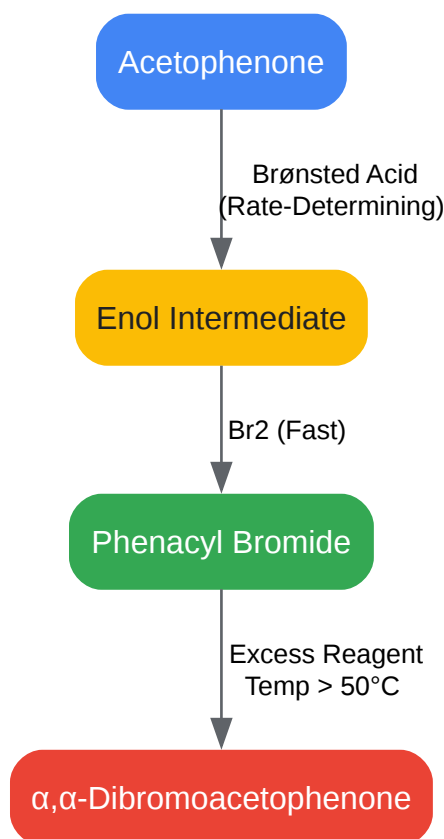 Acetophenone
Brønsted Acid
(Rate-Determining)
Enol Intermediate
Br2 (Fast)
Phenacyl Bromide
Excess Reagent
Temp > 50°C
α,α-Dibromoacetophenone